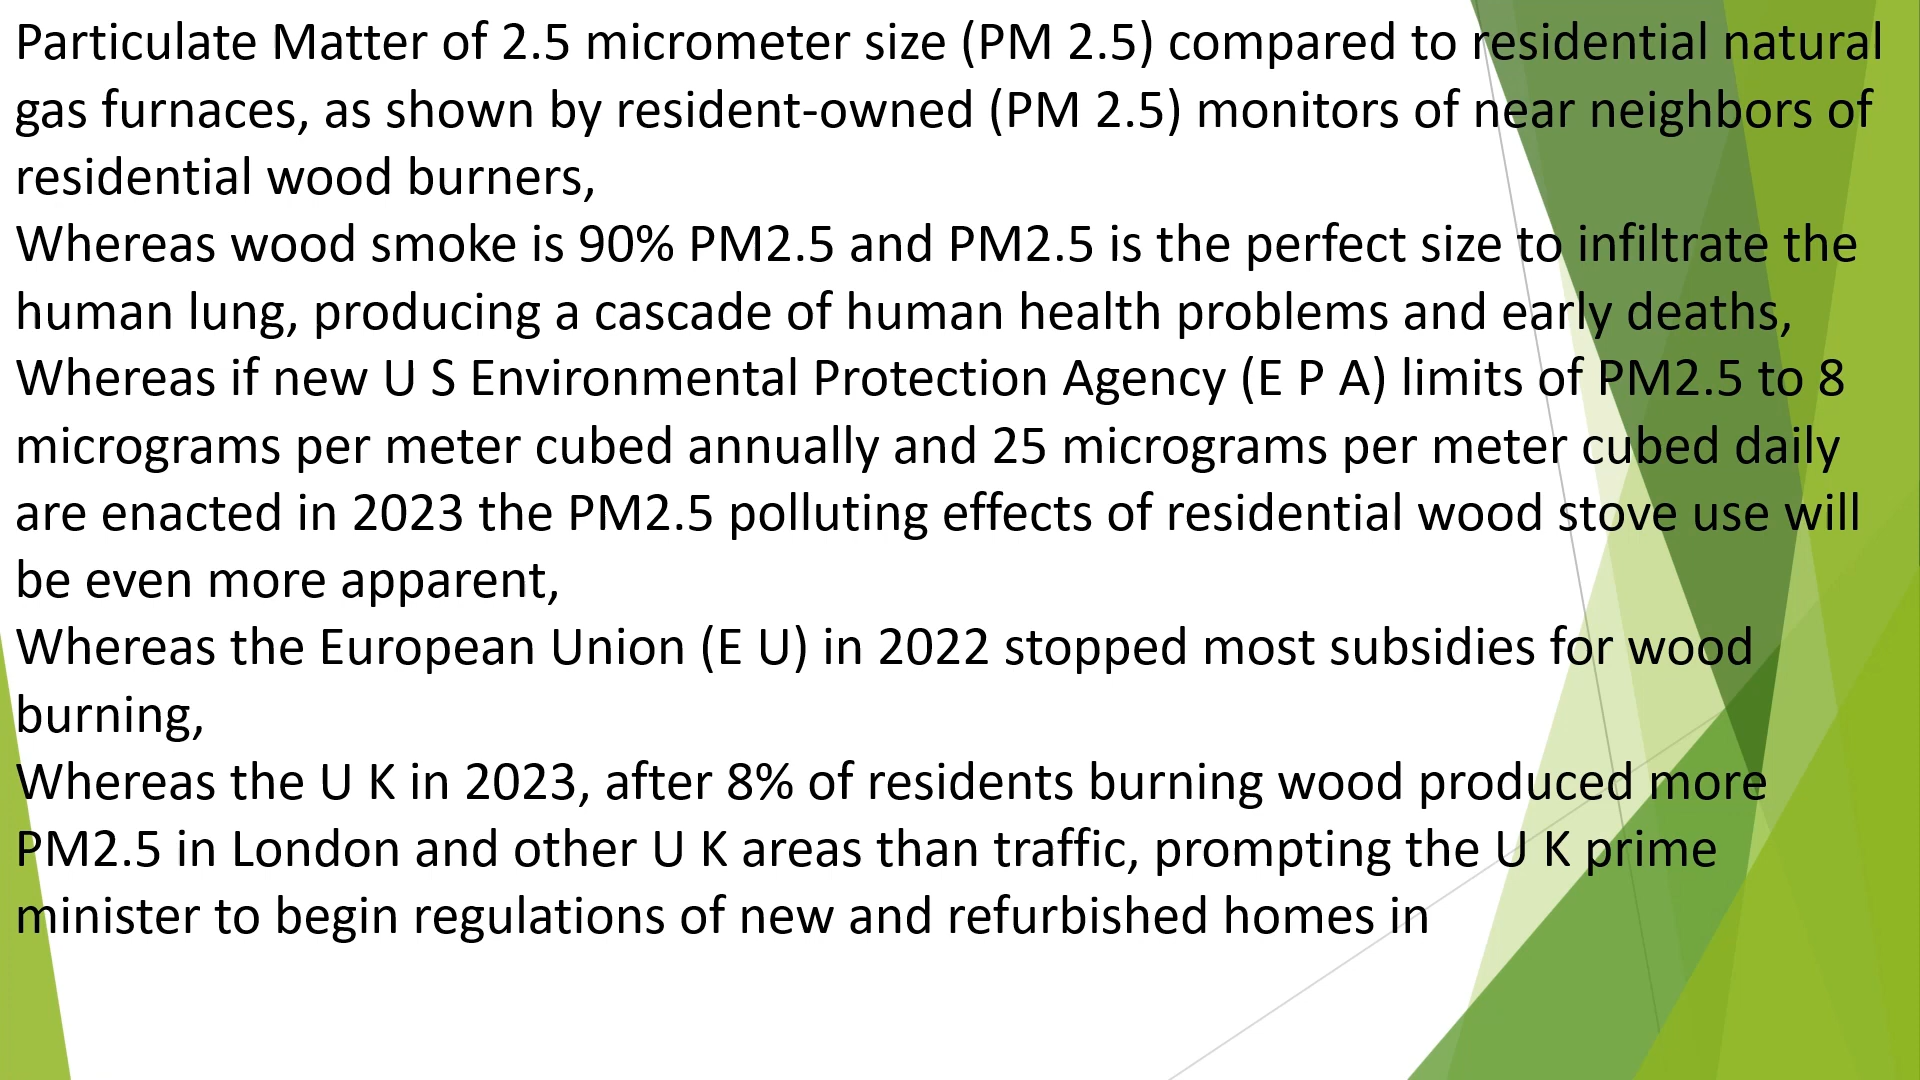 Particulate Matter of 2.5 micrometer size (PM 2.5) compared to residential natural
gas furnaces, as shown by resident-owned (PM 2.5) monitors of near neighbors of
residential wood burners,
Whereas wood smoke is 90% PM2.5 and PM2.5 is the perfect size to infiltrate the
human lung, producing a cascade of human health problems and early deaths,
Whereas if new U S Environmental Protection Agency (E P A) limits of PM2.5 to 8
micrograms per meter cubed annually and 25 micrograms per meter cubed daily
are enacted in 2023 the PM2.5 polluting effects of residential wood stove use will
be even more apparent,
Whereas the European Union (E U) in 2022 stopped most subsidies for wood
burning,
Whereas the U K in 2023, after 8% of residents burning wood produced more
PM2.5 in London and other U K areas than traffic, prompting the U K prime
minister to begin regulations of new and refurbished homes in